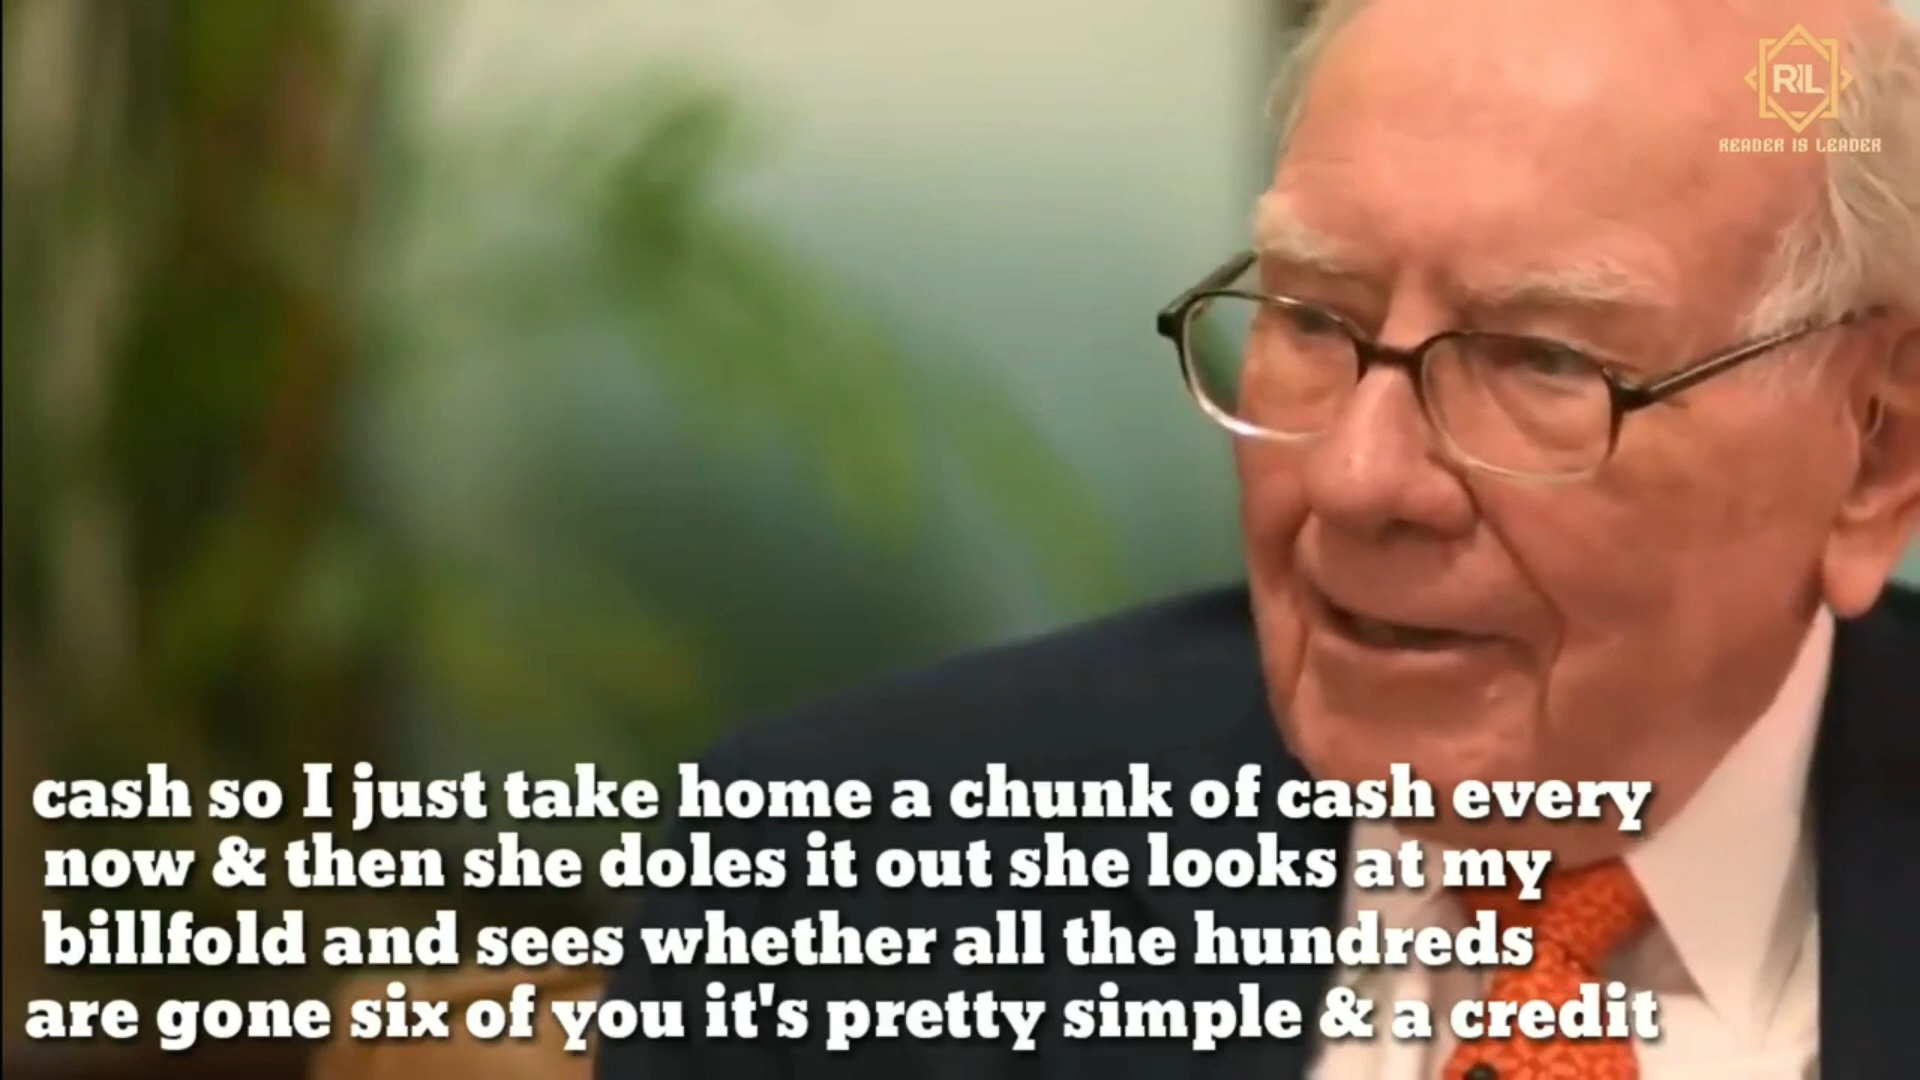 RIL
READER IS LEADER
cash so I just take home a chunk of cash every
now & then she doles it out she looks at my
billfold and sees whether all the hundreds
are gone six of you it's pretty simple & a credit